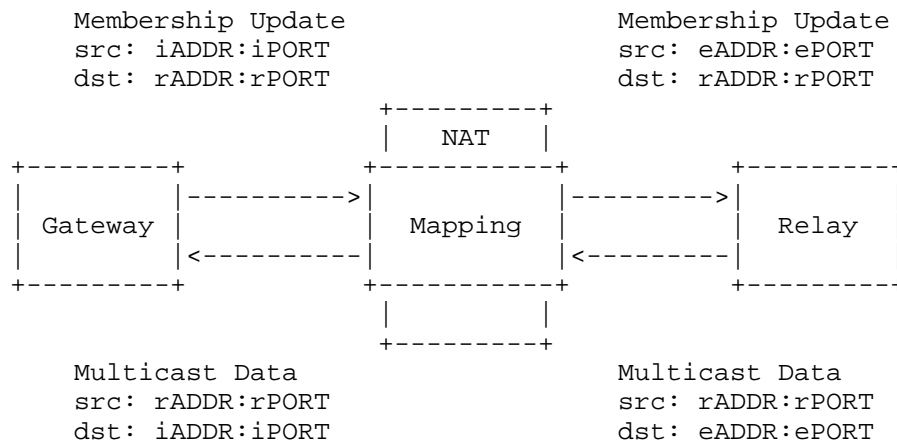 Membership Update Membership Update
src: iADDR:iPORT src: eADDR:ePORT
dst: rADDR:rPORT dst: rADDR:rPORT
NAT
Gateway Mapping Relay
Multicast Data Multicast Data
src: rADDR:rPORT src: rADDR:rPORT
dst: iADDR:iPORT dst: eADDR:ePORT